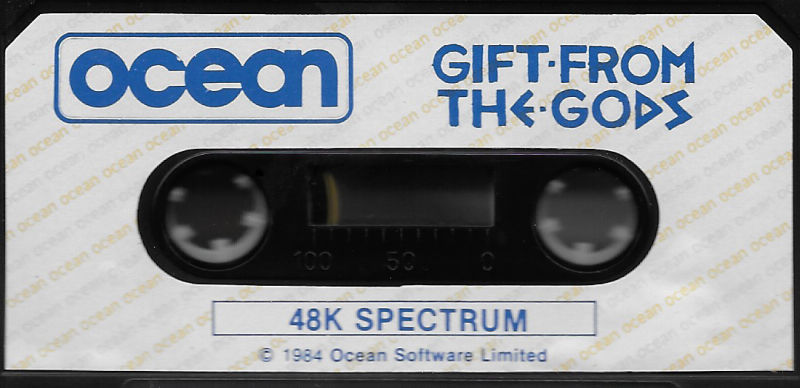 ocean
GIFT·FROM
THE·GODS
100 50 0
48K SPECTRUM
© 1984 Ocean Software Limited